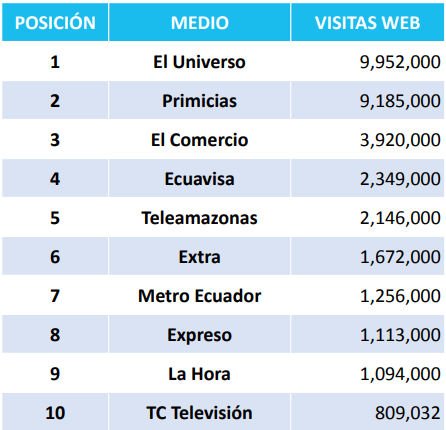 POSICIÓN MEDIO VISITAS WEB
1 El Universo 9,952,000
2 Primicias 9,185,000
3 El Comercio 3,920,000
4 Ecuavisa 2,349,000
5 Teleamazonas 2,146,000
6 Extra 1,672,000
7 Metro Ecuador 1,256,000
8 Expreso 1,113,000
9 La Hora 1,094,000
10 TC Televisión 809,032